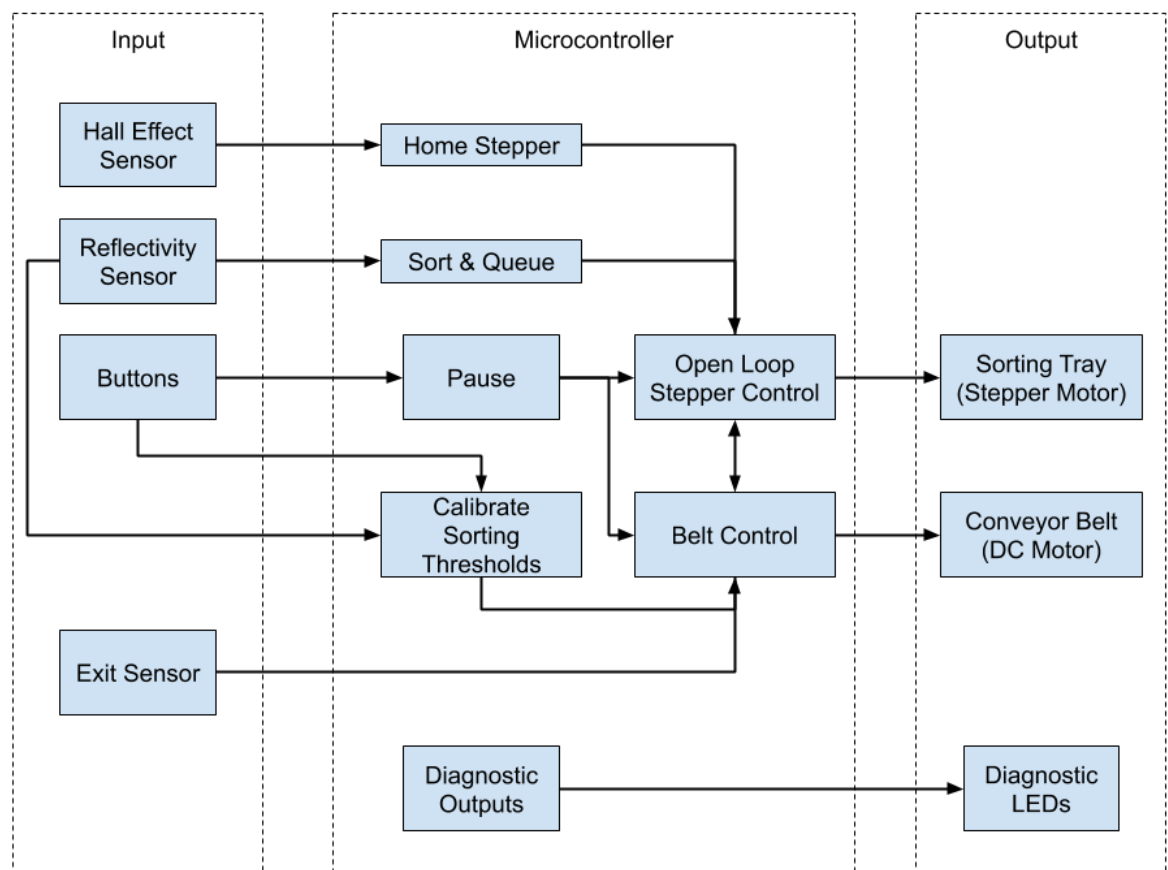 Input
Microcontroller
Output
Hall Effect
Sensor
Home Stepper
Reflectivity
Sensor
Sort & Queue
Buttons
Pause
Open Loop
Stepper Control
Sorting Tray
(Stepper Motor)
Calibrate
Sorting
Thresholds
Belt Control
Conveyor Belt
(DC Motor)
Exit Sensor
Diagnostic
Outputs
Diagnostic
LEDs